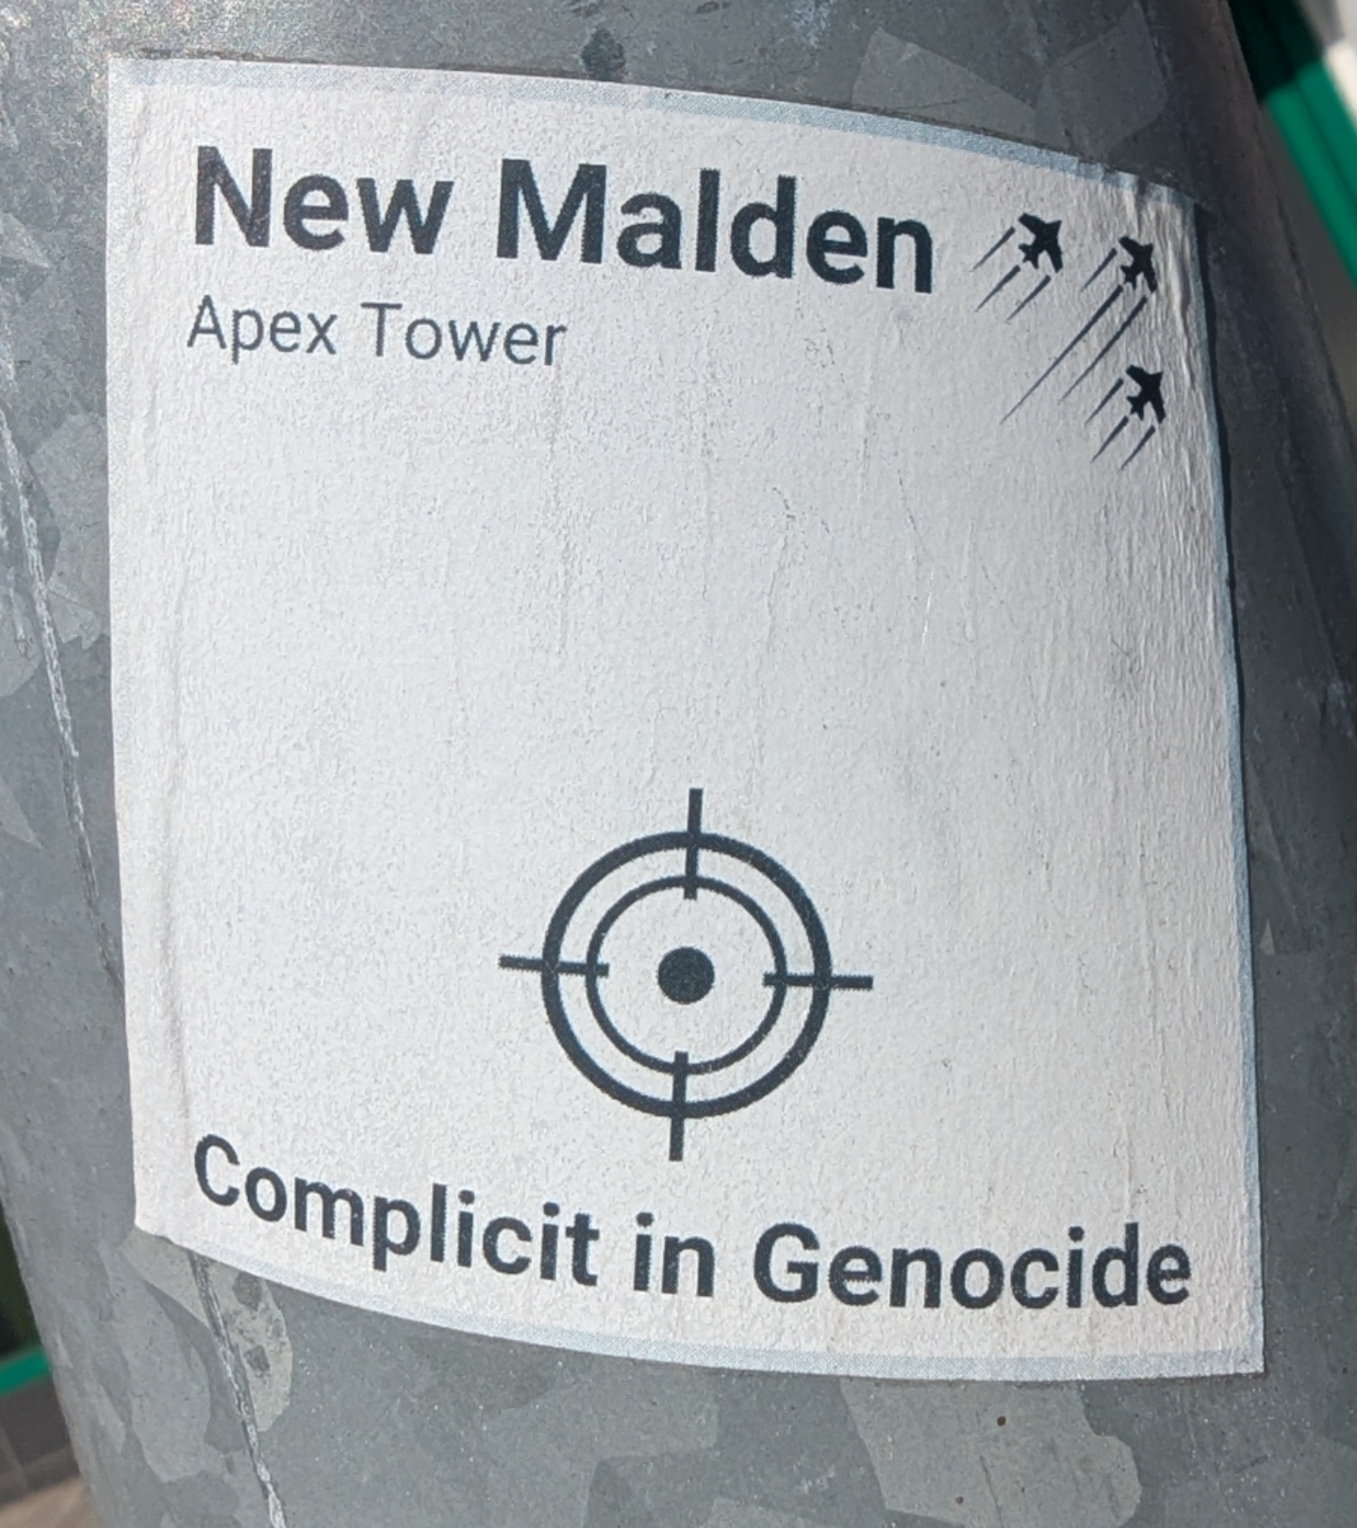 New Malden
Apex Tower
Complicit in Genocide